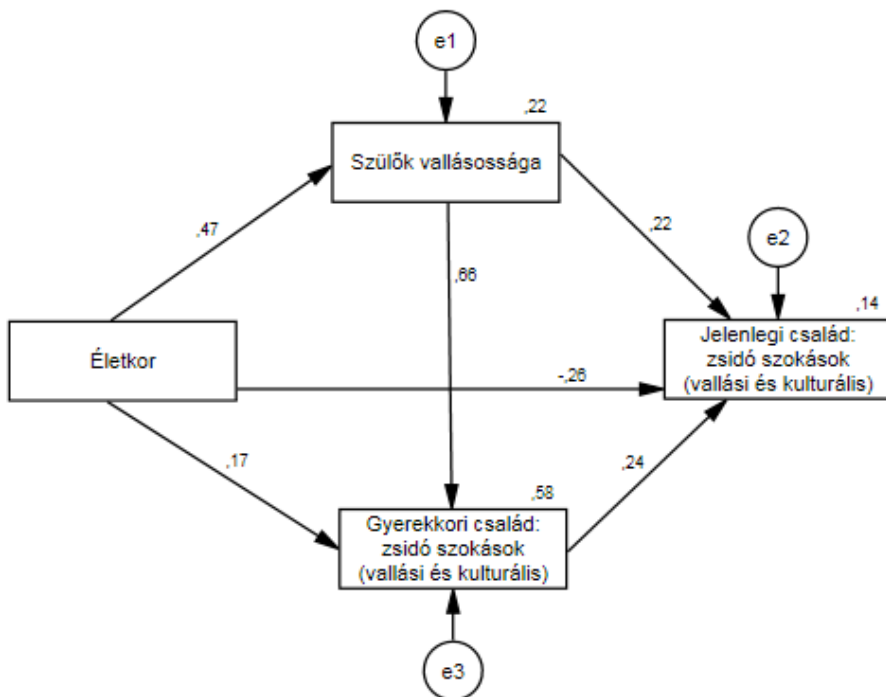 e1
,22
Szülők vallásossága
,47
,22
e2
,66
,14
Életkor
-,26
Jelenlegi család:
zsidó szokások
(vallási és kulturális)
,17
,24
,58
Gyerekkori család:
zsidó szokások
(vallási és kulturális)
e3